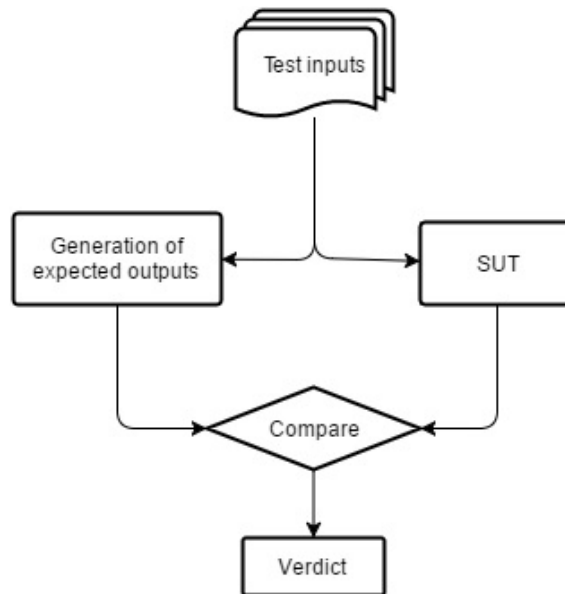 Test inputs
Generation of
expected outputs
SUT
Compare
Verdict